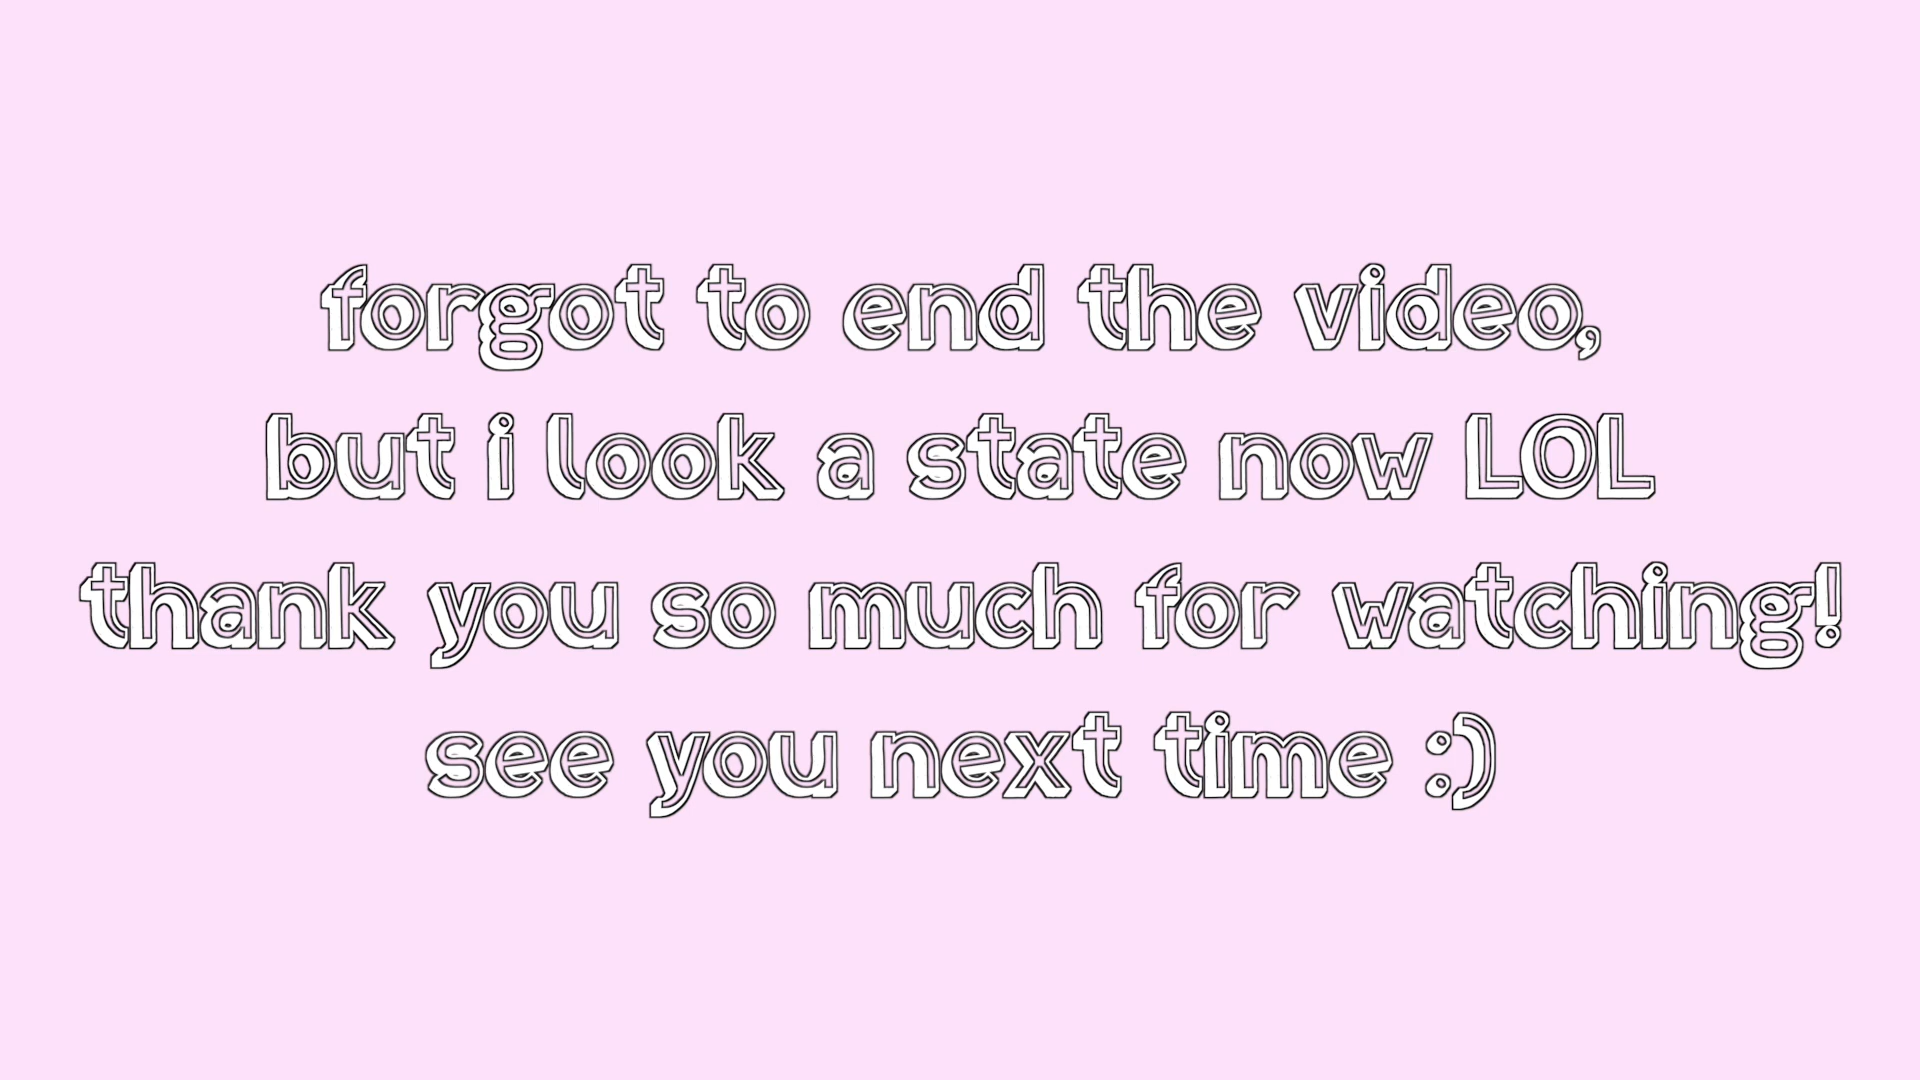 forgot to end the video,
but i look a state now LOL
thank you so much for watching!
see you next time :)